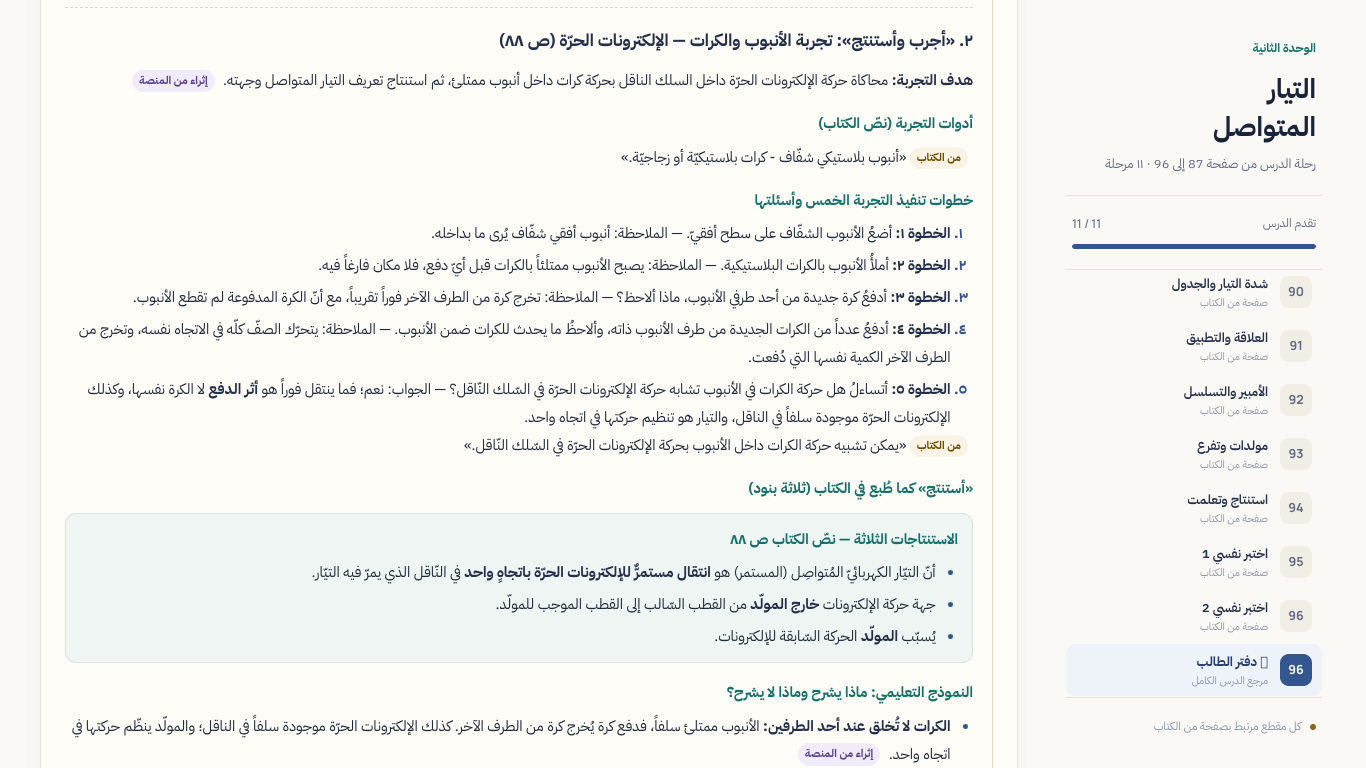 الوحدة الثانية
التيار
المتواصل
رحلة الدرس من صفحة 87 إلى 96 · ١١ مرحلة
تقدم الدرس
11 / 11
90
شدة التيار والجدول
صفحة من الكتاب
91
العلاقة والتطبيق
صفحة من الكتاب
92
الأمبير والتسلسل
صفحة من الكتاب
93
مولدات وتفرع
صفحة من الكتاب
94
استنتاج وتعلمت
صفحة من الكتاب
95
اختبر نفسي 1
صفحة من الكتاب
96
اختبر نفسي 2
صفحة من الكتاب
96
دفتر الطالب
مرجع الدرس الكامل
كل مقطع مرتبط بصفحة من الكتاب
٢. «أجرب وأستنتج»: تجربة الأنبوب والكرات — الإلكترونات الحرّة (ص ٨٨)
هدف التجربة: محاكاة حركة الإلكترونات الحرّة داخل السلك الناقل بحركة كرات داخل أنبوب ممتلئ، ثم استنتاج تعريف التيار المتواصل وجهته. إثراء من المنصة
أدوات التجربة (نصّ الكتاب)
من الكتاب «أنبوب بلاستيكي شفّاف - كرات بلاستيكيّة أو زجاجيّة.»
خطوات تنفيذ التجربة الخمس وأسئلتها
١. الخطوة ١: أضعُ الأنبوب الشفّاف على سطح أفقيّ. — الملاحظة: أنبوب أفقي شفّاف يُرى ما بداخله.
٢. الخطوة ٢: أملأُ الأنبوب بالكرات البلاستيكية. — الملاحظة: يصبح الأنبوب ممتلئاً بالكرات قبل أيّ دفع، فلا مكان فارغاً فيه.
٣. الخطوة ٣: أدفعُ كرة جديدة من أحد طرفي الأنبوب، ماذا ألاحظ؟ — الملاحظة: تخرج كرة من الطرف الآخر فوراً تقريباً، مع أنّ الكرة المدفوعة لم تقطع الأنبوب.
٤. الخطوة ٤: أدفعُ عدداً من الكرات الجديدة من طرف الأنبوب ذاته، وألاحظُ ما يحدث للكرات ضمن الأنبوب. — الملاحظة: يتحرّك الصفّ كلّه في الاتجاه نفسه، وتخرج من
الطرف الآخر الكمية نفسها التي دُفعت.
٥. الخطوة ٥: أتساءلُ هل حركة الكرات في الأنبوب تشابه حركة الإلكترونات الحرّة في السّلك النّاقل؟ — الجواب: نعم؛ فما ينتقل فوراً هو أثر الدفع لا الكرة نفسها، وكذلك
الإلكترونات الحرّة موجودة سلفاً في الناقل، والتيار هو تنظيم حركتها في اتجاه واحد.
من الكتاب «يمكن تشبيه حركة الكرات داخل الأنبوب بحركة الإلكترونات الحرّة في السّلك النّاقل.»
«أستنتج» كما طُبع في الكتاب (ثلاثة بنود)
الاستنتاجات الثلاثة — نصّ الكتاب ص ٨٨
• أنّ التيّار الكهربائيّ المُتواصِل (المستمر) هو انتقال مستمرٌّ للإلكترونات الحرّة باتجاهٍ واحد في النّاقل الذي يمرّ فيه التيّار.
• جهة حركة الإلكترونات خارج المولّد من القطب السّالب إلى القطب الموجب للمولّد.
• يُسبّب المولّد الحركة السّابقة للإلكترونات.
النموذج التعليمي: ماذا يشرح وماذا لا يشرح؟
• الكرات لا تُخلق عند أحد الطرفين: الأنبوب ممتلئ سلفاً، فدفع كرة يُخرج كرة من الطرف الآخر. كذلك الإلكترونات الحرّة موجودة سلفاً في الناقل؛ والمولّد ينظّم حركتها في
اتجاه واحد. إثراء من المنصة